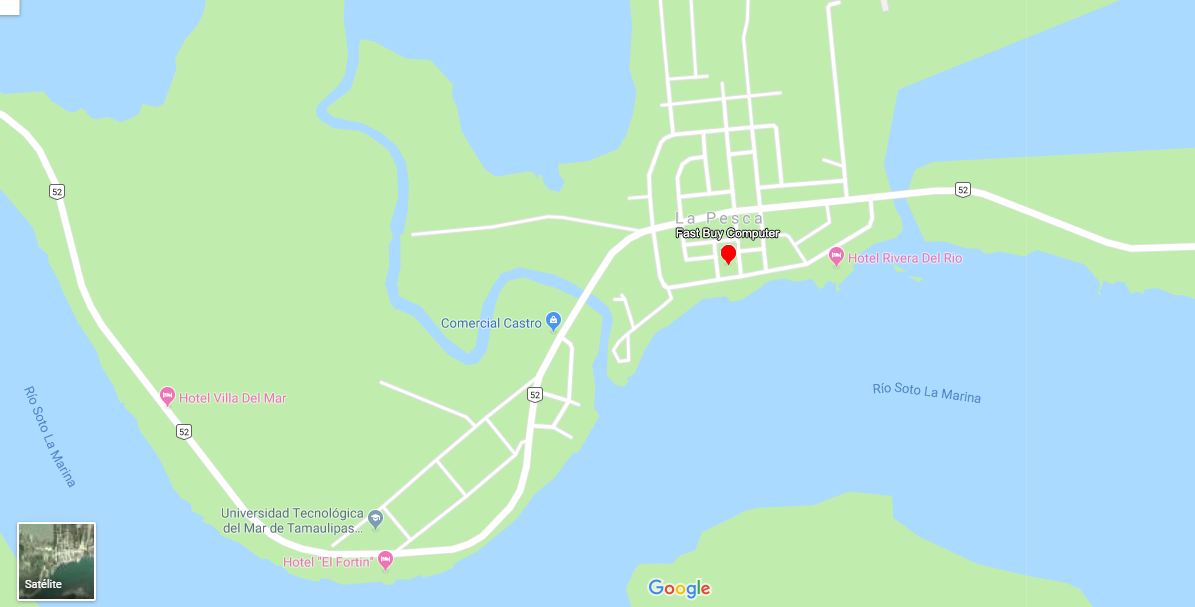 52
52
La Pesca
Fast Buy Computer
Hotel Rivera Del Rio
Comercial Castro
Río Soto La Marina
52
Hotel Villa Del Mar
Río Soto La Marina
52
Universidad Tecnológica
del Mar de Tamaulipas...
Hotel "El Fortin"
Satélite
Google